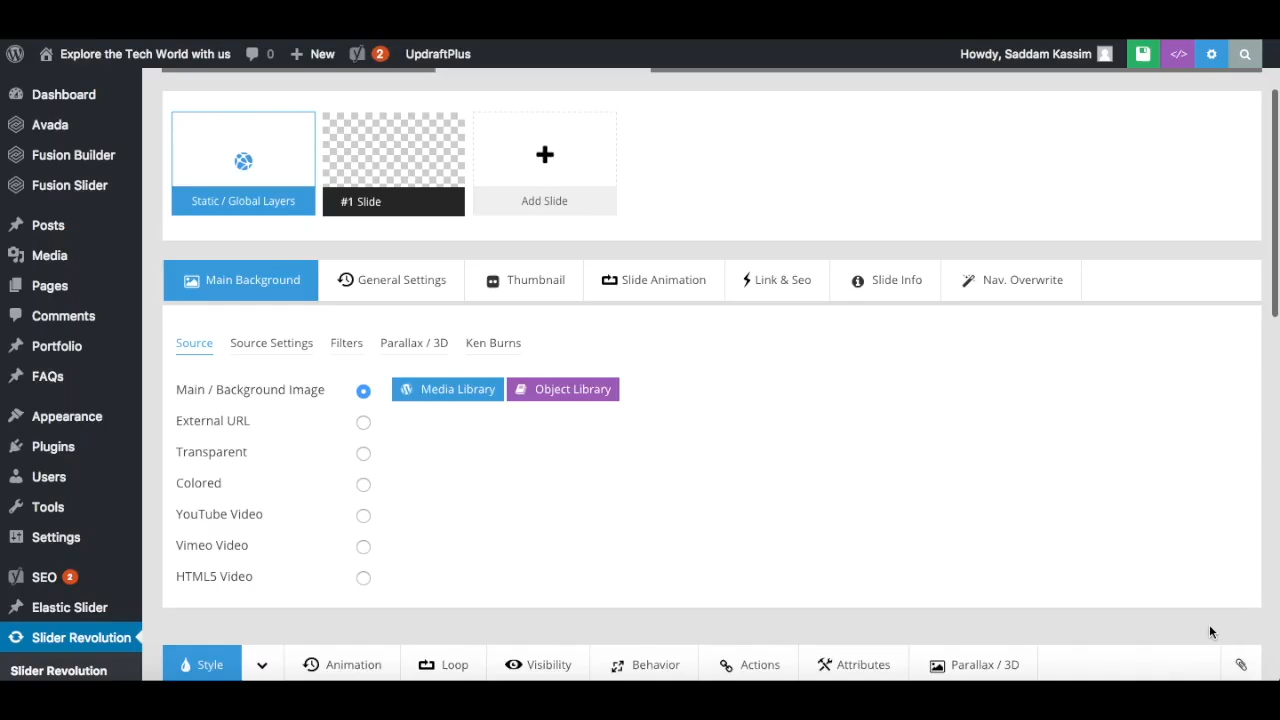 Explore the Tech World with us 0 New 2 UpdraftPlus Howdy, Saddam Kassim </>
Dashboard
Avada
Fusion Builder
Fusion Slider
Posts
Media
Pages
Comments
Portfolio
FAQs
Appearance
Plugins
Users
Tools
Settings
SEO 2
Elastic Slider
Slider Revolution
Slider Revolution
Static / Global Layers #1 Slide Add Slide
Main Background General Settings Thumbnail Slide Animation Link & Seo Slide Info Nav. Overwrite
Source Source Settings Filters Parallax / 3D Ken Burns
Main / Background Image Media Library Object Library
External URL
Transparent
Colored
YouTube Video
Vimeo Video
HTML5 Video
Style Animation Loop Visibility Behavior Actions Attributes Parallax / 3D